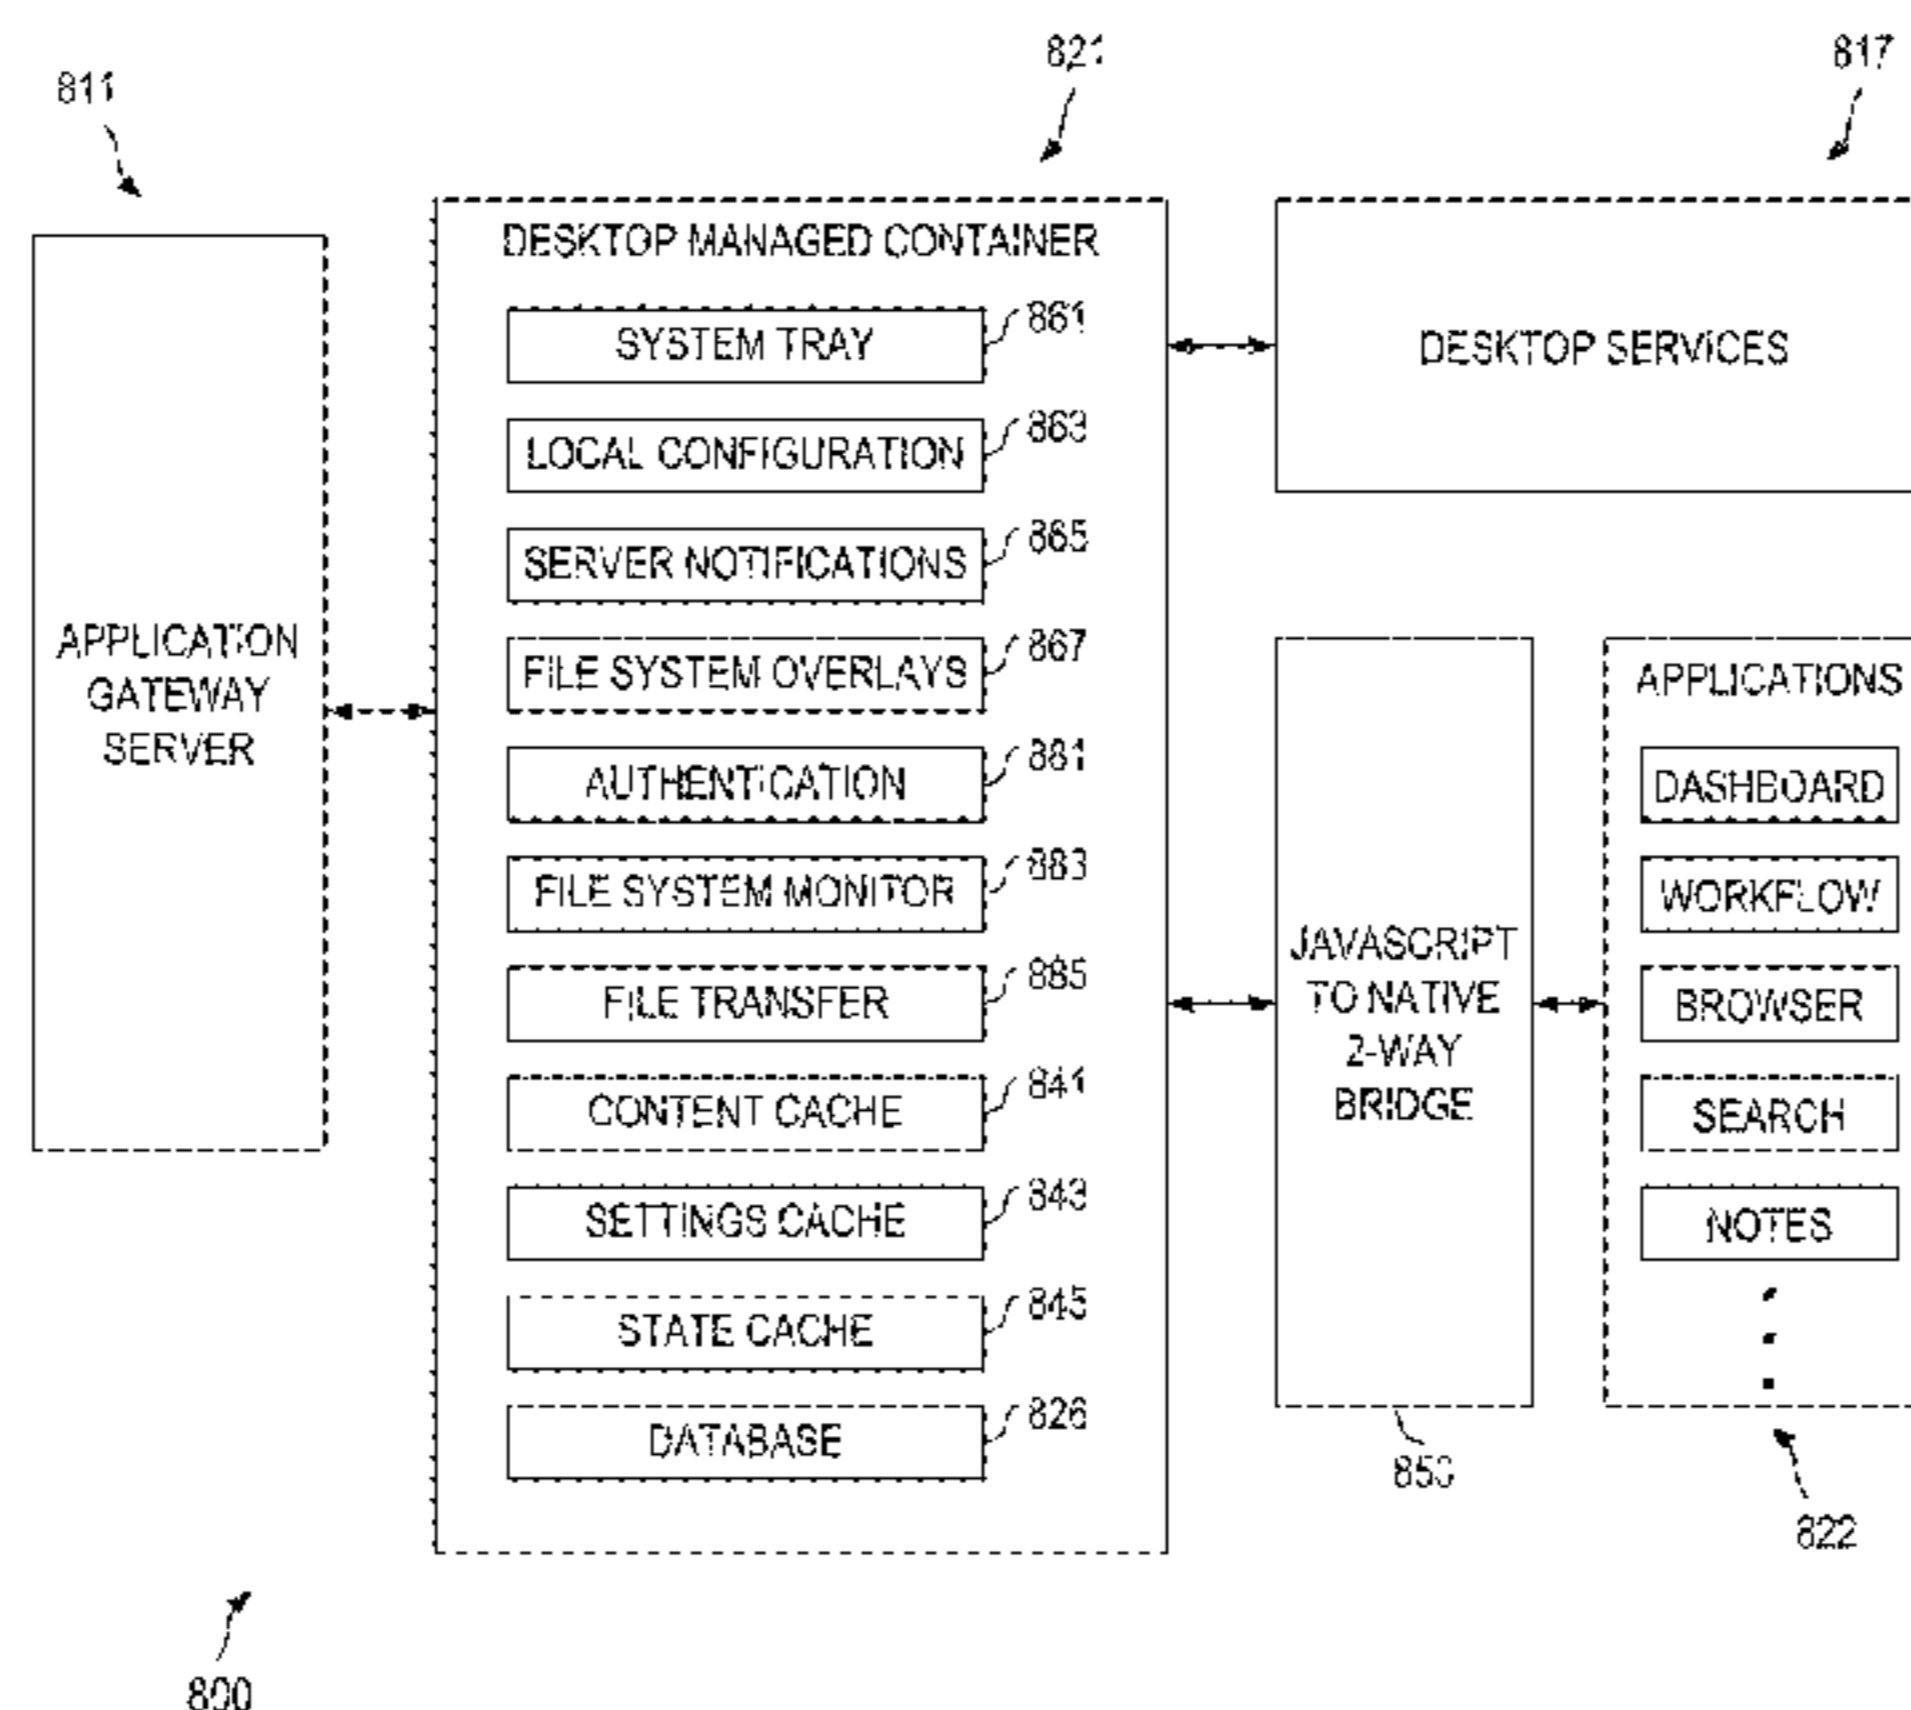 811
821
817
APPLICATION
GATEWAY
SERVER
DESKTOP MANAGED CONTAINER
SYSTEM TRAY
861
LOCAL CONFIGURATION
863
SERVER NOTIFICATIONS
865
FILE SYSTEM OVERLAYS
867
AUTHENTICATION
881
FILE SYSTEM MONITOR
883
FILE TRANSFER
885
CONTENT CACHE
841
SETTINGS CACHE
843
STATE CACHE
845
DATABASE
826
DESKTOP SERVICES
JAVASCRIPT
TO NATIVE
2-WAY
BRIDGE
850
APPLICATIONS
DASHBOARD
WORKFLOW
BROWSER
SEARCH
NOTES
822
800